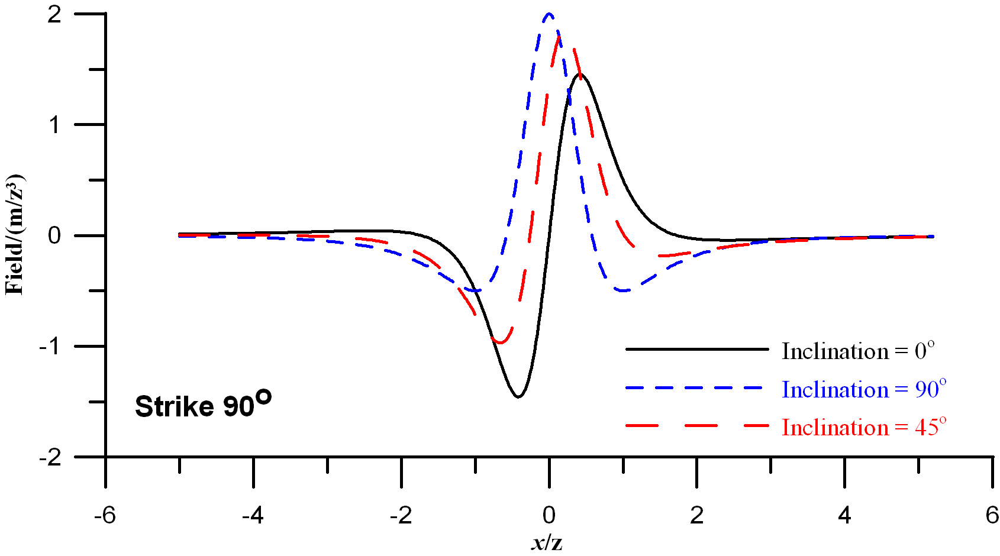 2
1
0
-1
-2
Field/(m/z³)
Strike 90°
Inclination = 0°
Inclination = 90°
Inclination = 45°
-6 -4 -2 0 2 4 6
x/z